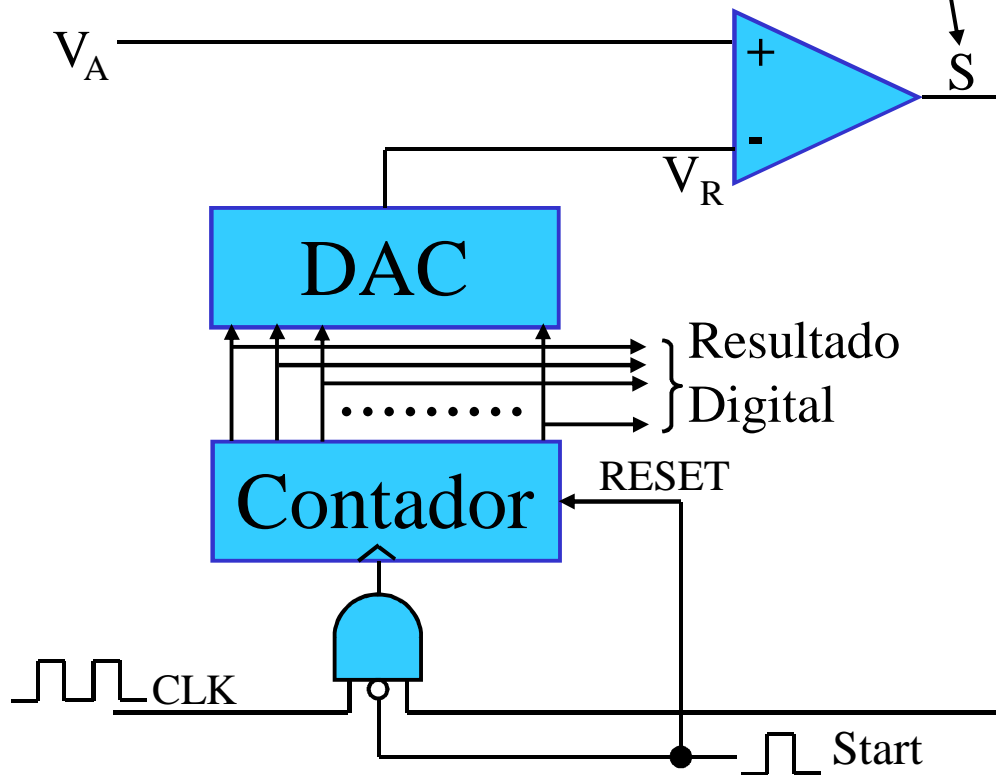 V_A
+
S
-
V_R
DAC
Resultado
Digital
RESET
Contador
CLK
Start